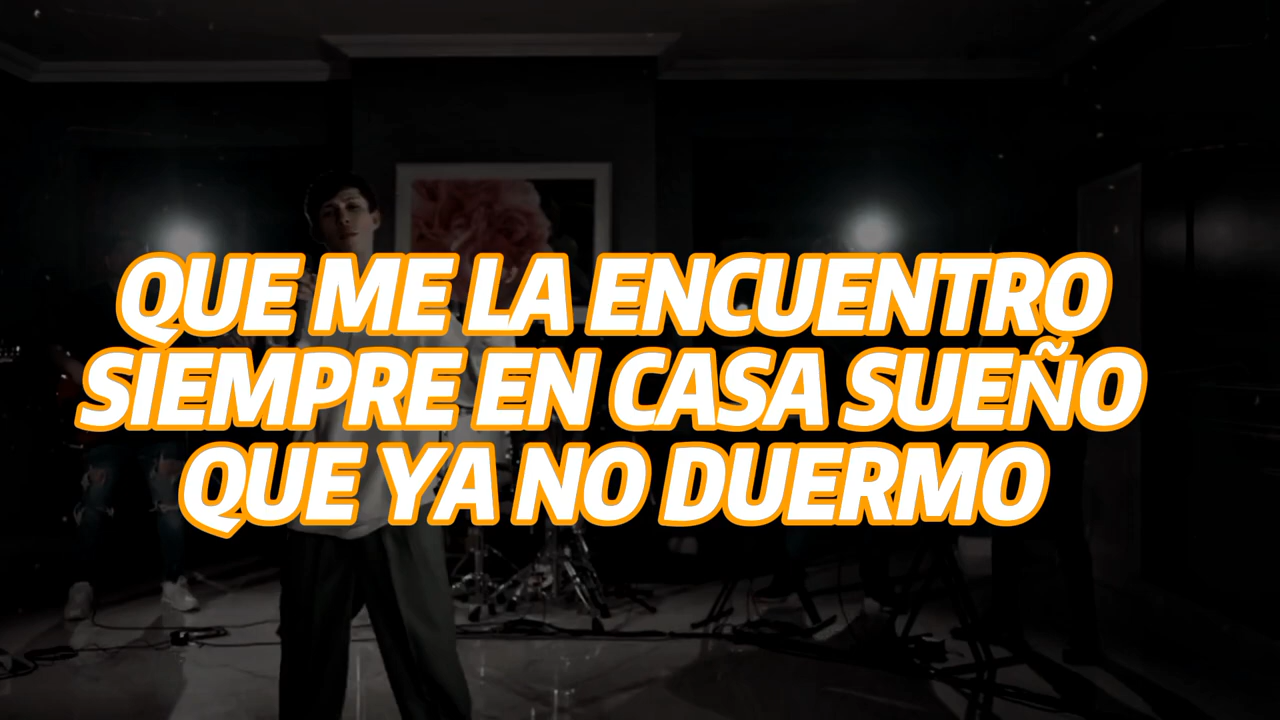 QUE ME LA ENCUENTRO
SIEMPRE EN CASA SUEÑO
QUE YA NO DUERMO